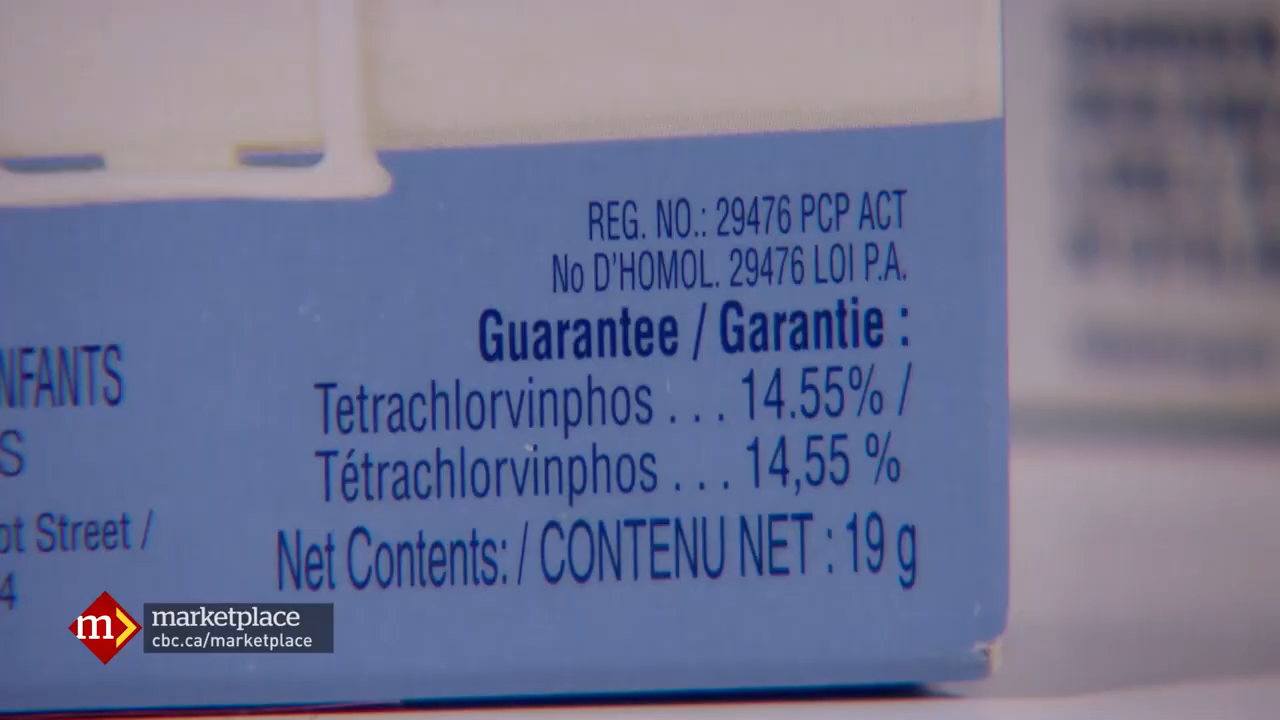 REG. NO.: 29476 PCP ACT
No D'HOMOL. 29476 LOI P.A.
Guarantee / Garantie :
Tetrachlorvinphos . . . 14.55% /
Tétrachlorvinphos . . . 14,55 %
Net Contents: / CONTENU NET : 19 g
NFANTS
S
ot Street /
4
m
marketplace
cbc.ca/marketplace